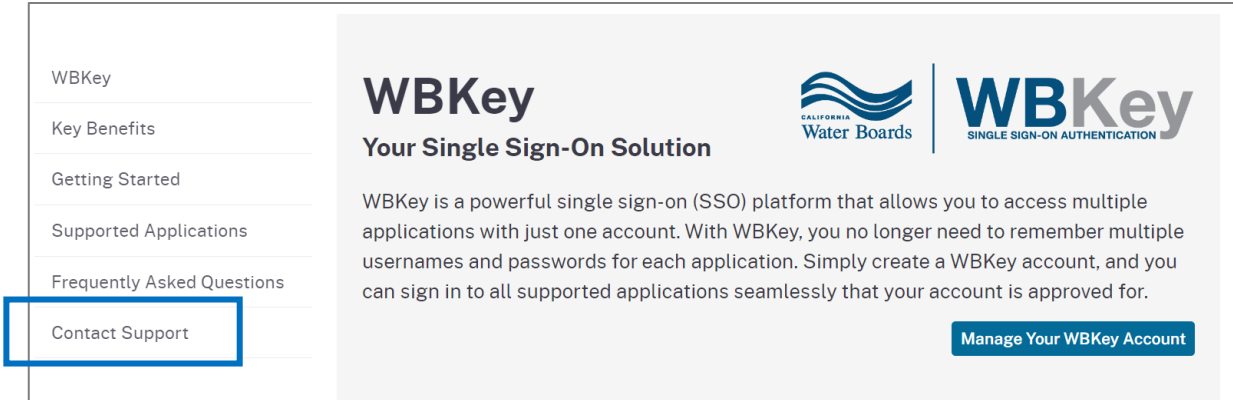 WBKey
Key Benefits
Getting Started
Supported Applications
Frequently Asked Questions
Contact Support
WBKey
Your Single Sign-On Solution
CALIFORNIA
Water Boards
WBKey
SINGLE SIGN-ON AUTHENTICATION
WBKey is a powerful single sign-on (SSO) platform that allows you to access multiple
applications with just one account. With WBKey, you no longer need to remember multiple
usernames and passwords for each application. Simply create a WBKey account, and you
can sign in to all supported applications seamlessly that your account is approved for.
Manage Your WBKey Account